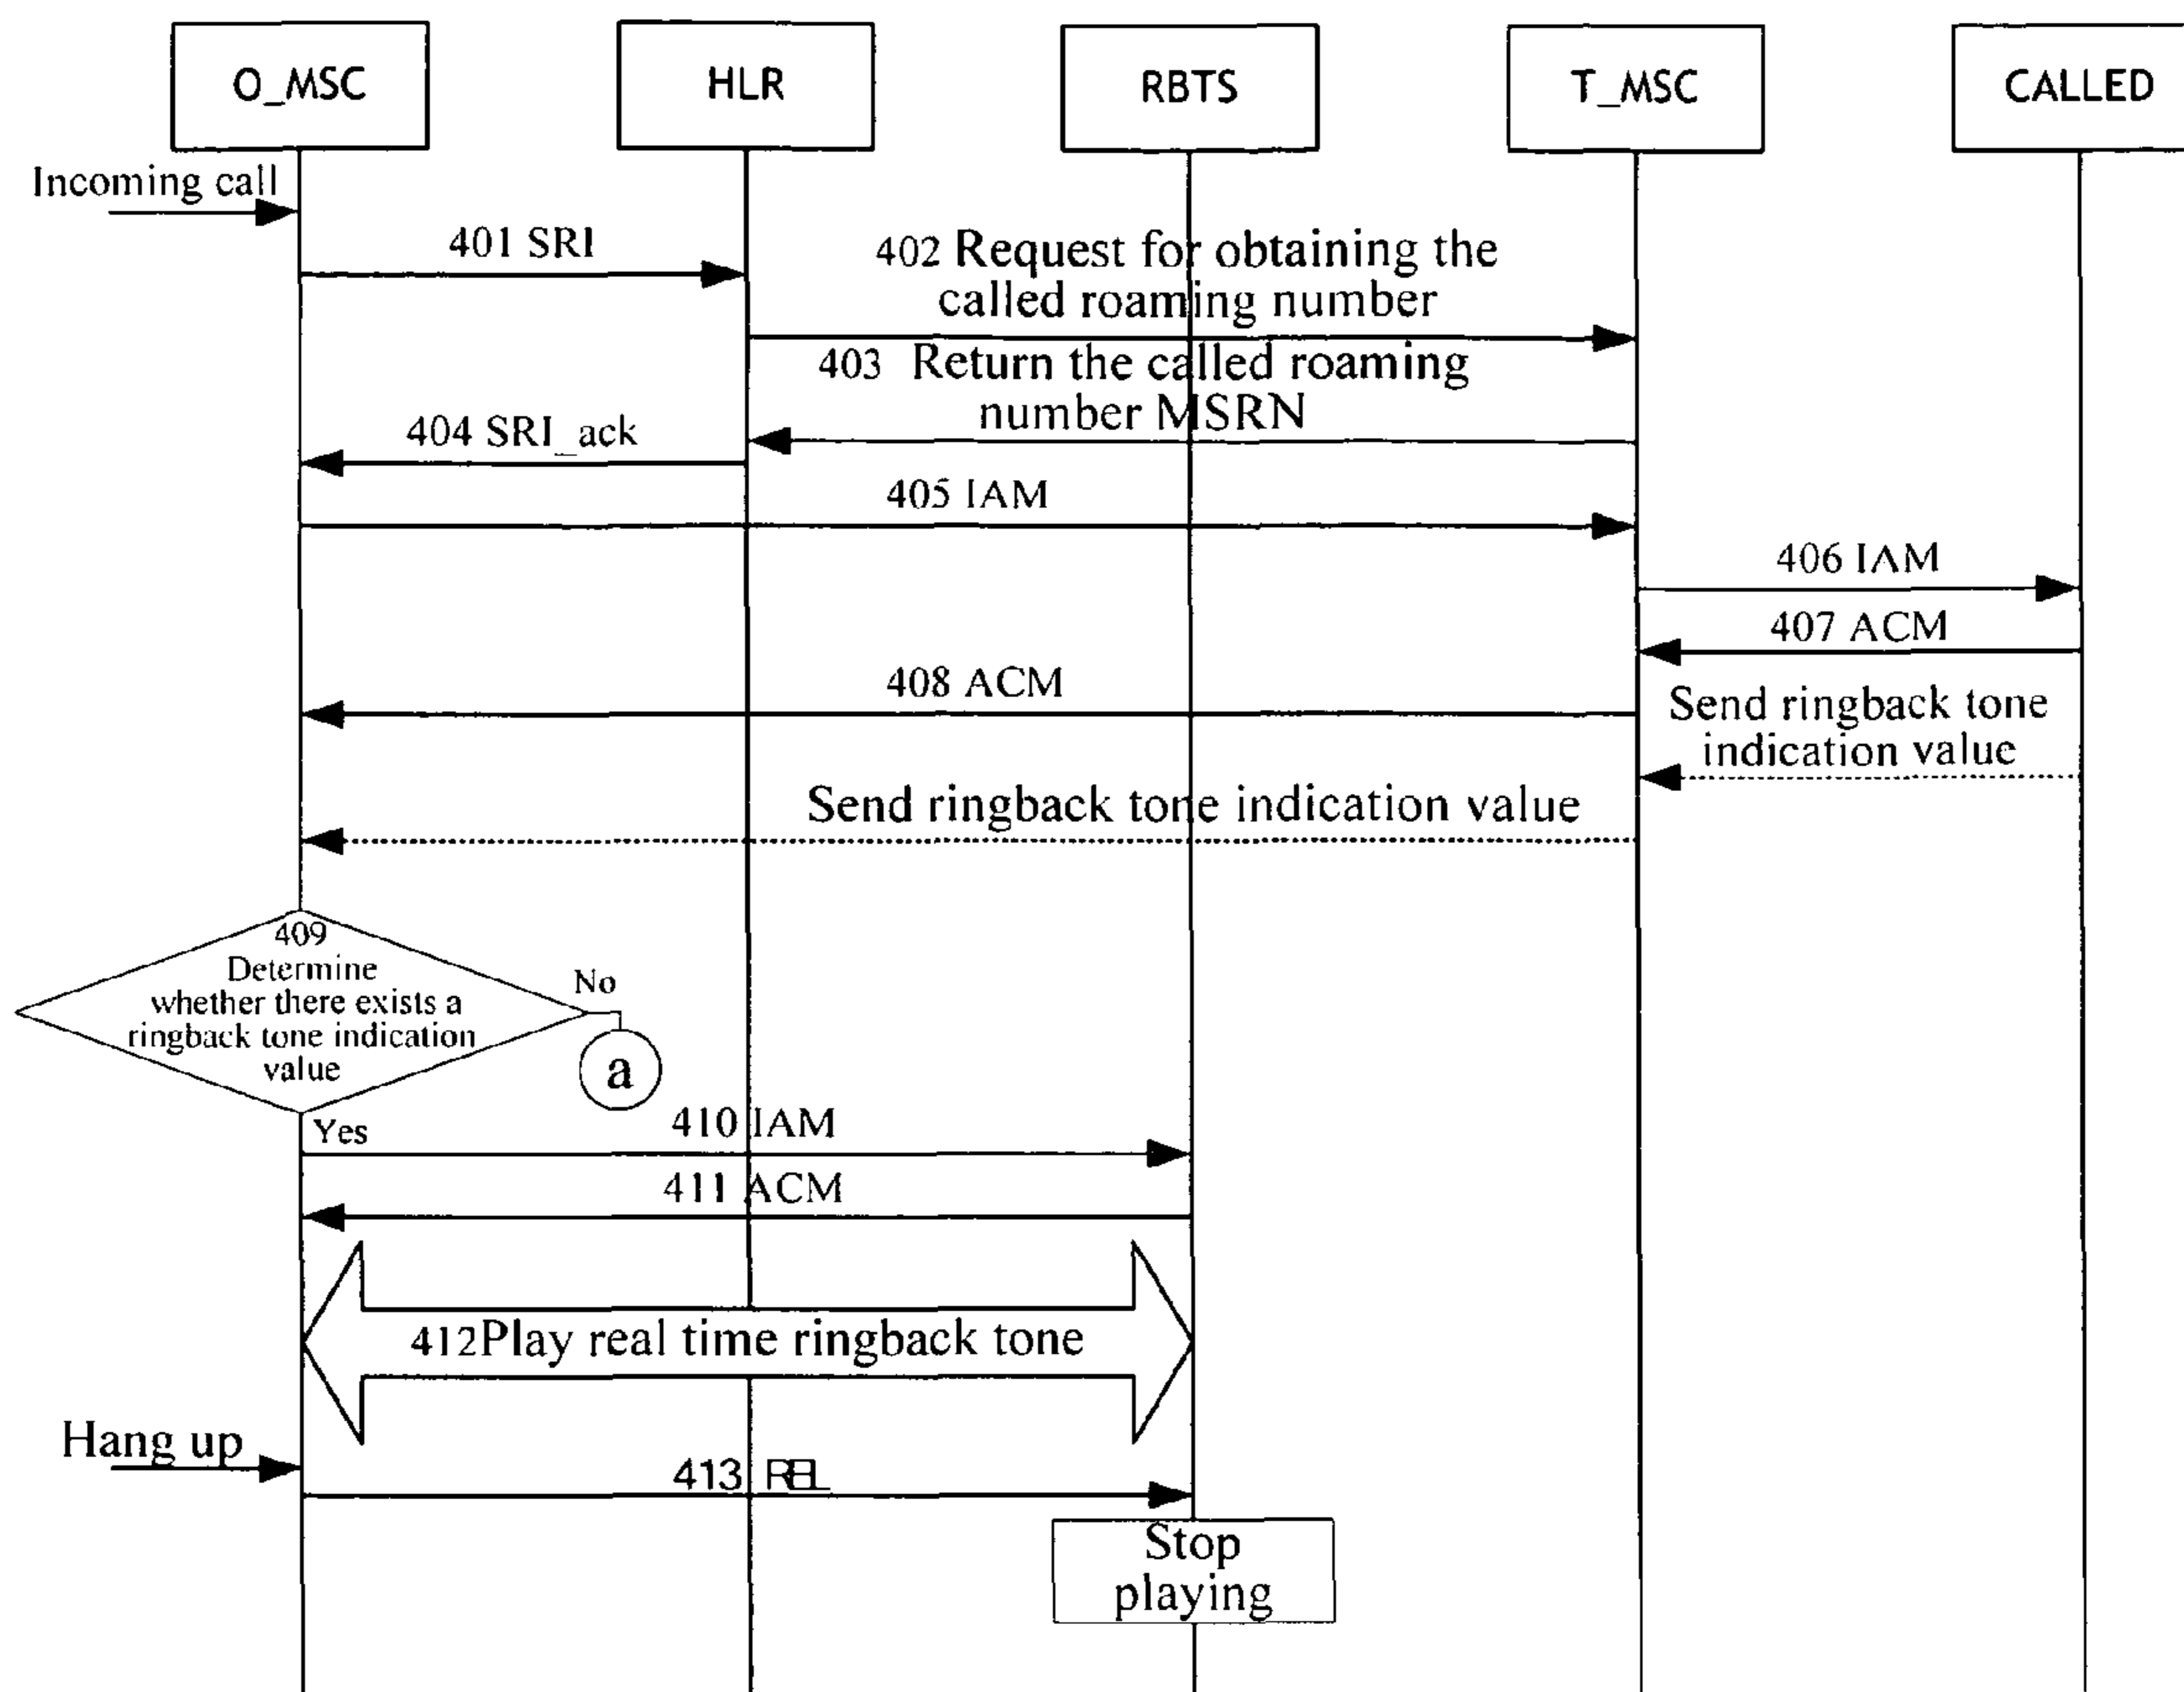 O_MSC
HLR
RBTS
T_MSC
CALLED
Incoming call
401 SRI
402 Request for obtaining the
called roaming number
403 Return the called roaming
number MSRN
404 SRI_ack
405 IAM
406 IAM
407 ACM
408 ACM
Send ringback tone
indication value
Send ringback tone indication value
409
Determine
whether there exists a
ringback tone indication
value
No
a
Yes
410 IAM
411 ACM
412Play real time ringback tone
Hang up
413 REL
Stop
playing